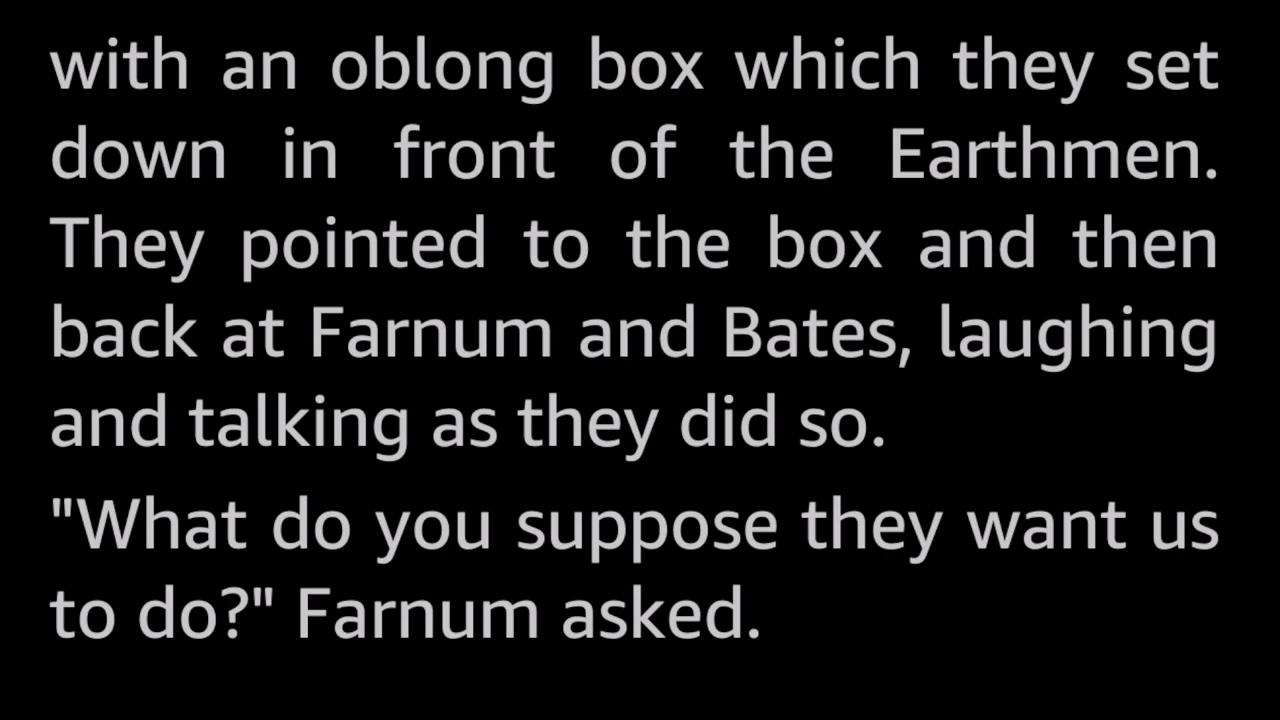 with an oblong box which they set
down in front of the Earthmen.
They pointed to the box and then
back at Farnum and Bates, laughing
and talking as they did so.
"What do you suppose they want us
to do?" Farnum asked.